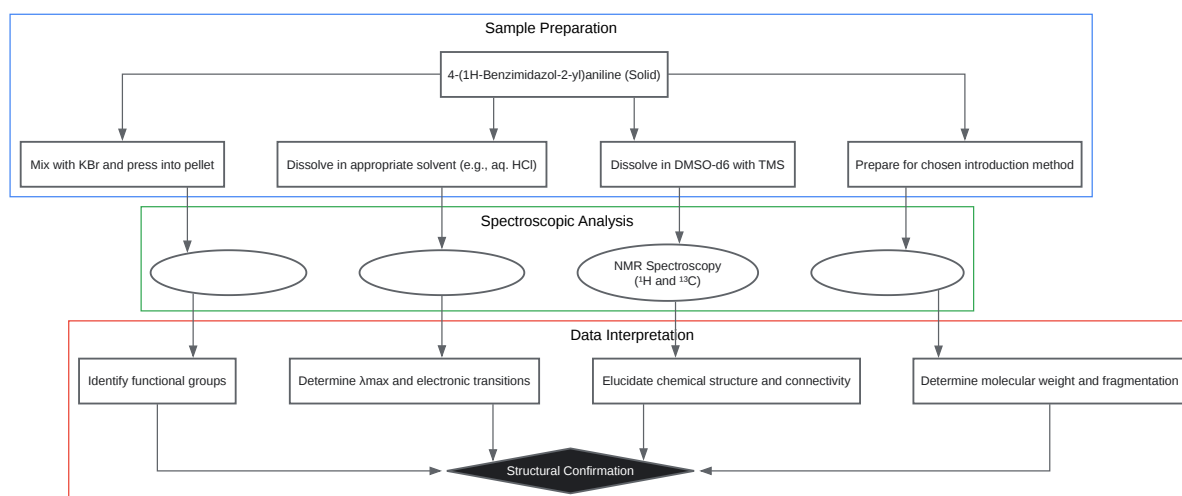 Sample Preparation
4-(1H-Benzimidazol-2-yl)aniline (Solid)
Mix with KBr and press into pellet
Dissolve in appropriate solvent (e.g., aq. HCl)
Dissolve in DMSO-d6 with TMS
Prepare for chosen introduction method
Spectroscopic Analysis
NMR Spectroscopy
(¹H and ¹³C)
Data Interpretation
Identify functional groups
Determine λmax and electronic transitions
Elucidate chemical structure and connectivity
Determine molecular weight and fragmentation
Structural Confirmation